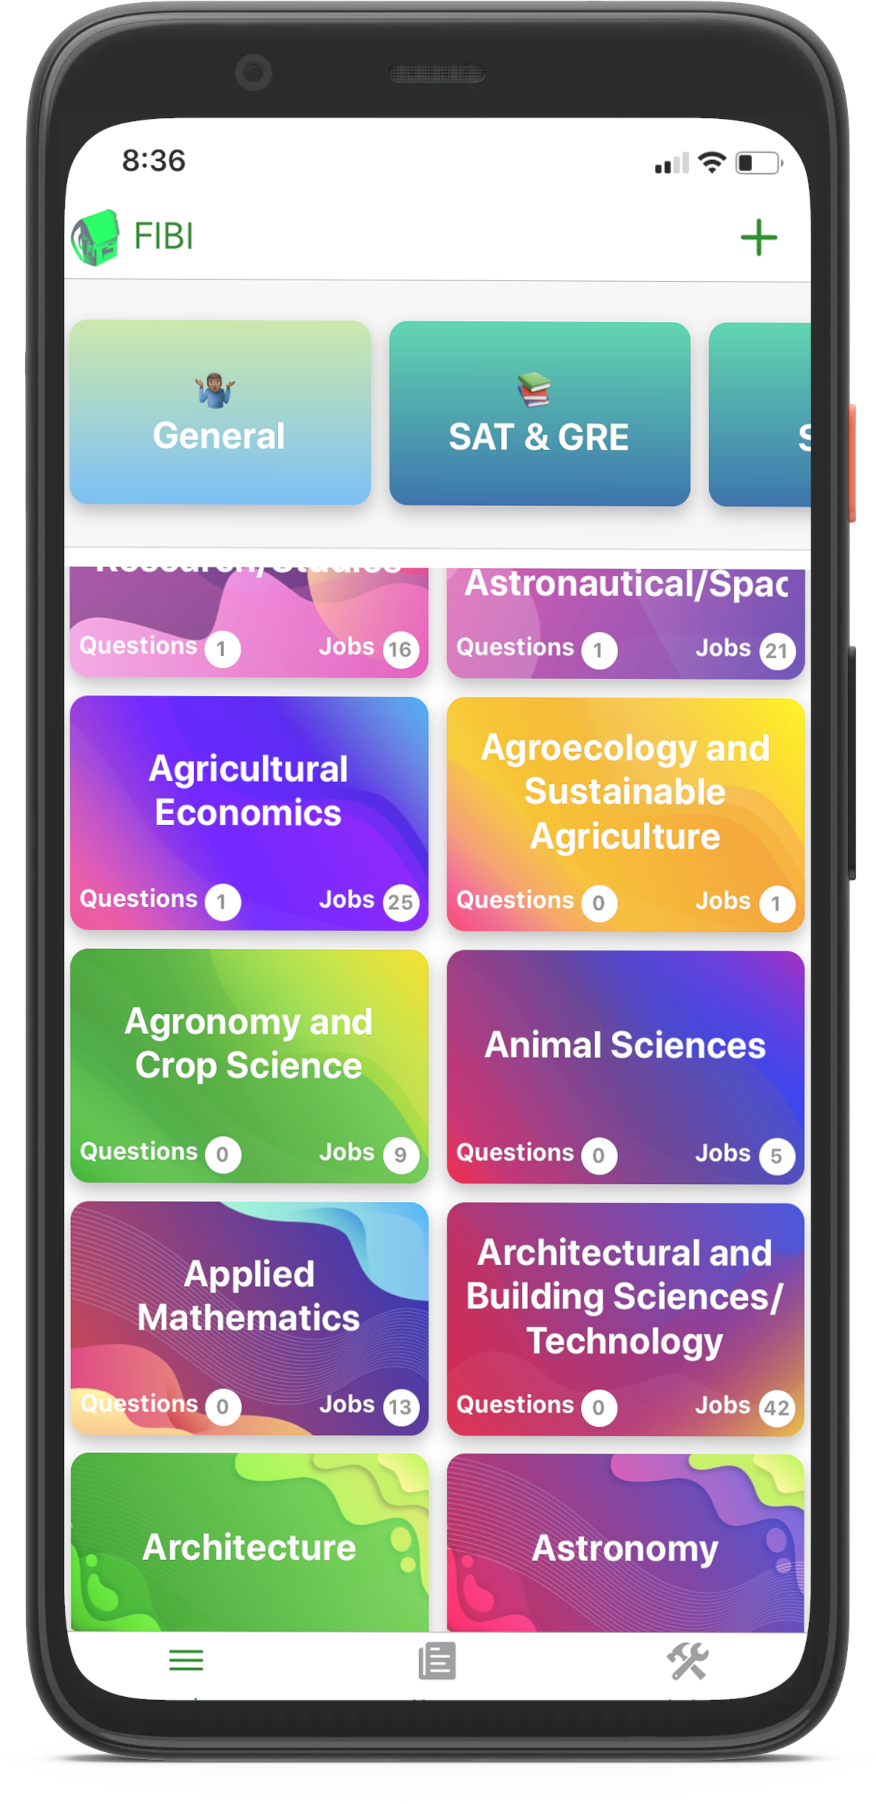 8:36
FIBI
General
SAT & GRE
S
Research/Studies
Astronautical/Spac
Questions 1 Jobs 16
Questions 1 Jobs 21
Agricultural
Economics
Questions 1 Jobs 25
Agroecology and
Sustainable
Agriculture
Questions 0 Jobs 1
Agronomy and
Crop Science
Questions 0 Jobs 9
Animal Sciences
Questions 0 Jobs 5
Applied
Mathematics
Questions 0 Jobs 13
Architectural and
Building Sciences/
Technology
Questions 0 Jobs 42
Architecture
Astronomy